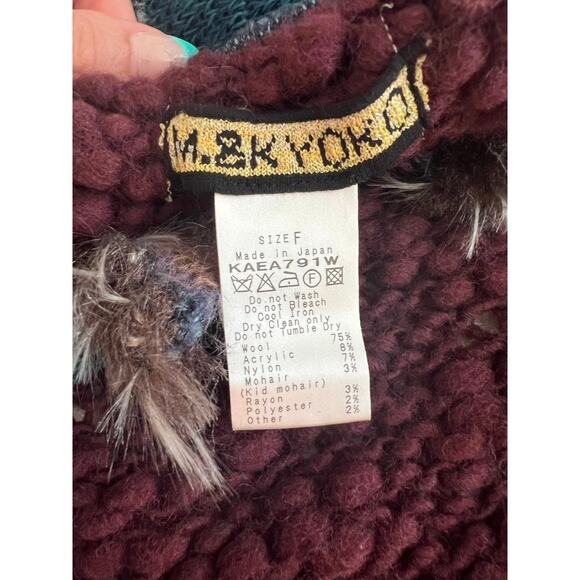 M.&KYOKO
SIZE F
Made in Japan
KAEA791W
Do not Wash
Do not Bleach
Cool Iron
Dry Clean only
Do not Tumble Dry
Wool 75%
Acrylic 8%
Nylon 7%
Mohair 3%
(Kid mohair)
Rayon 3%
Polyester 2%
Other 2%